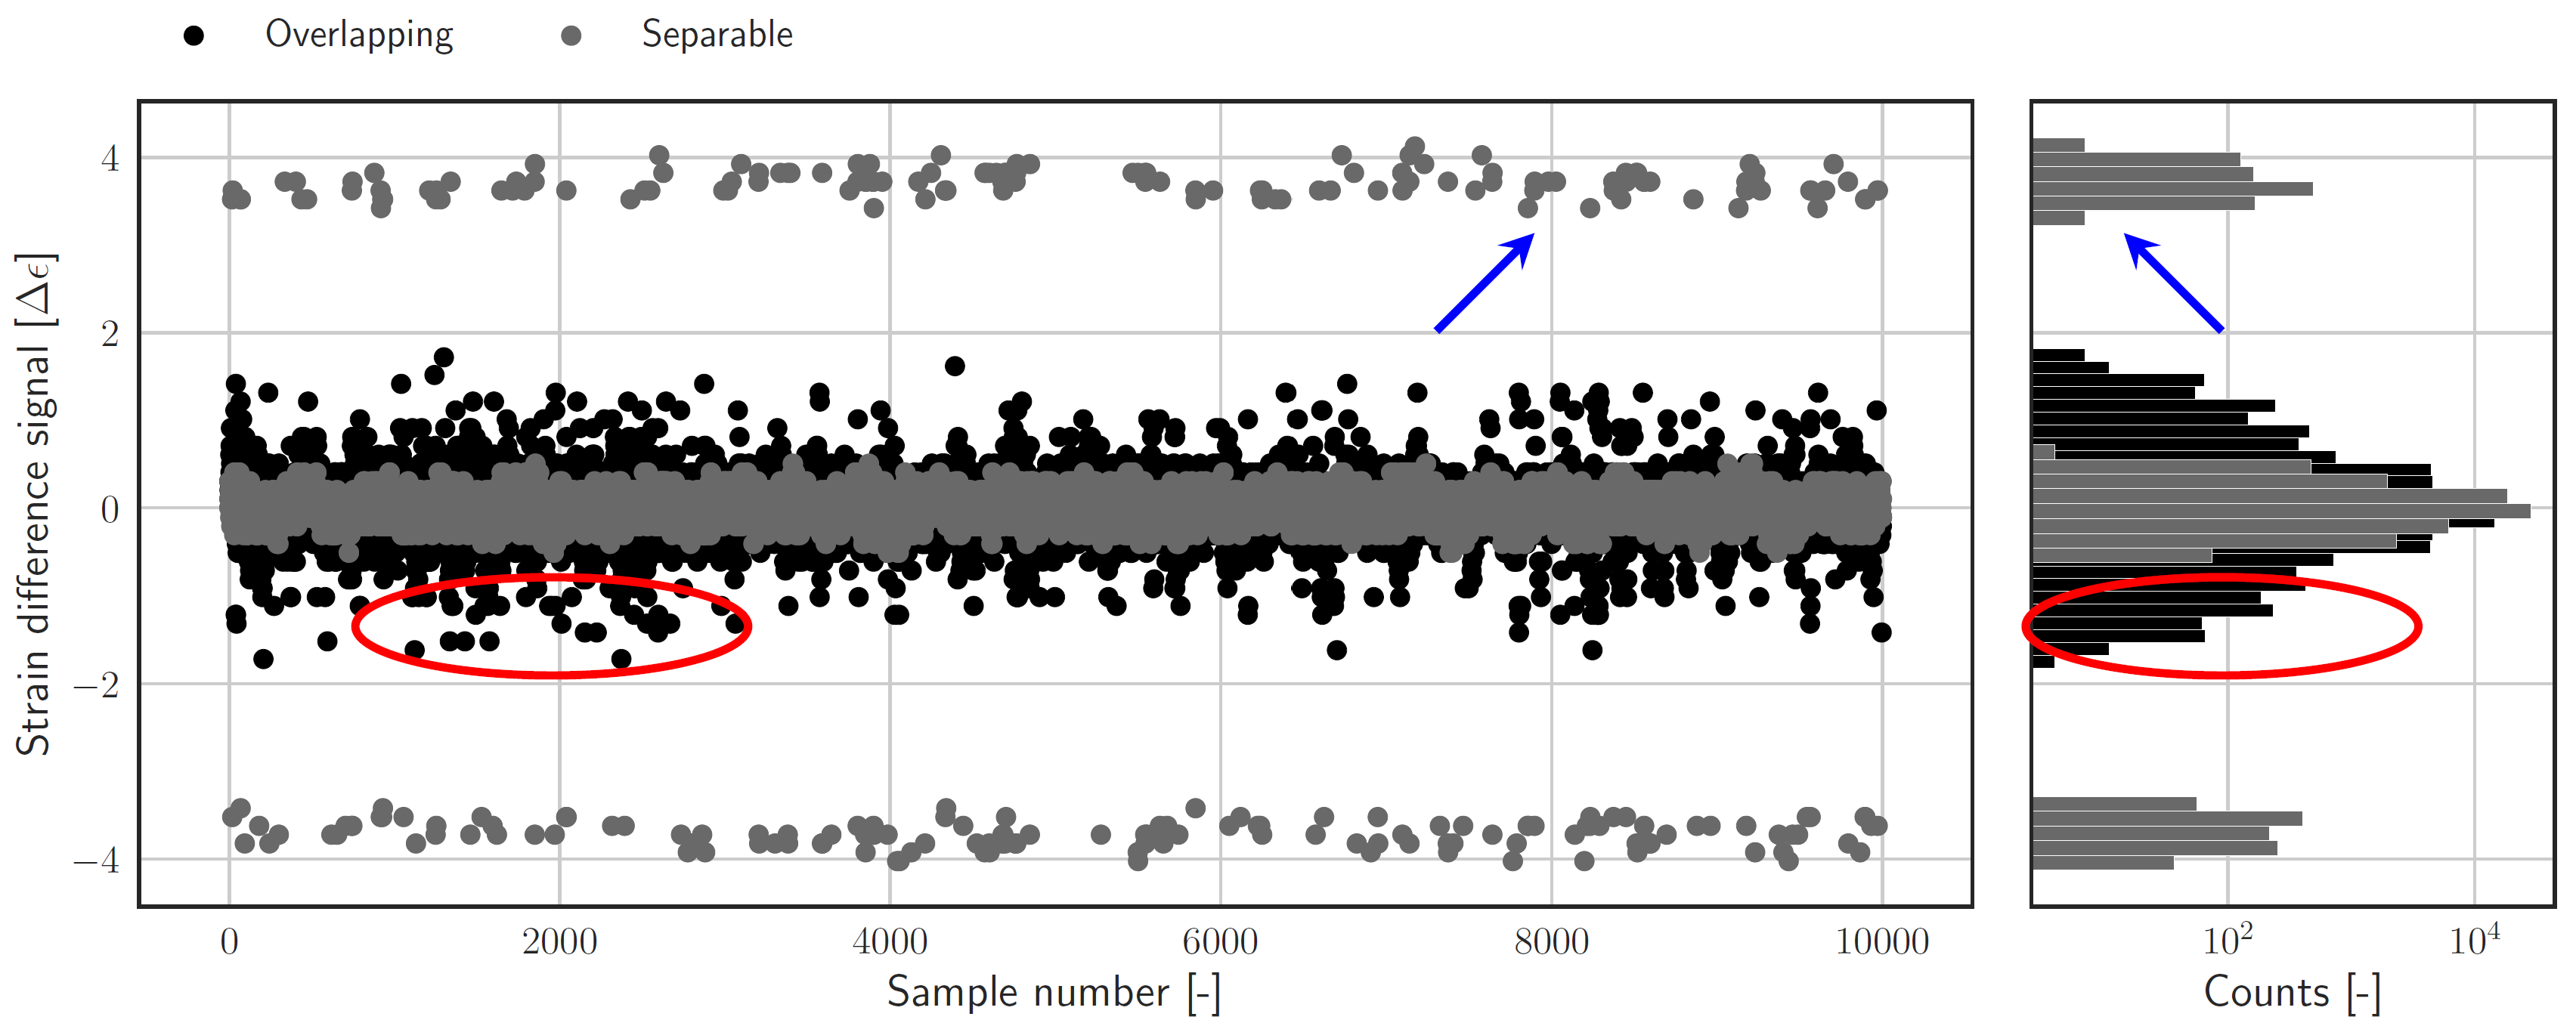 Overlapping Separable
Strain difference signal [Δϵ]
4
2
0
−2
−4
0 2000 4000 6000 8000 10000
Sample number [-]
10² 10⁴
Counts [-]